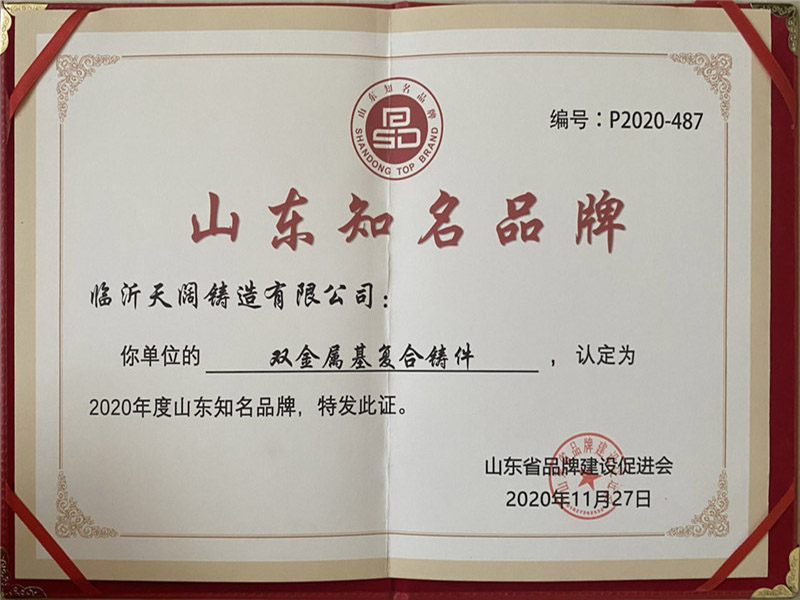 山东知名品牌
SHANDONG TOP BRAND
编号：P2020-487
山东知名品牌
临沂天阔铸造有限公司：
你单位的 双金属基复合铸件 ，认定为
2020年度山东知名品牌，特发此证。
山东省品牌建设促进会
2020年11月27日